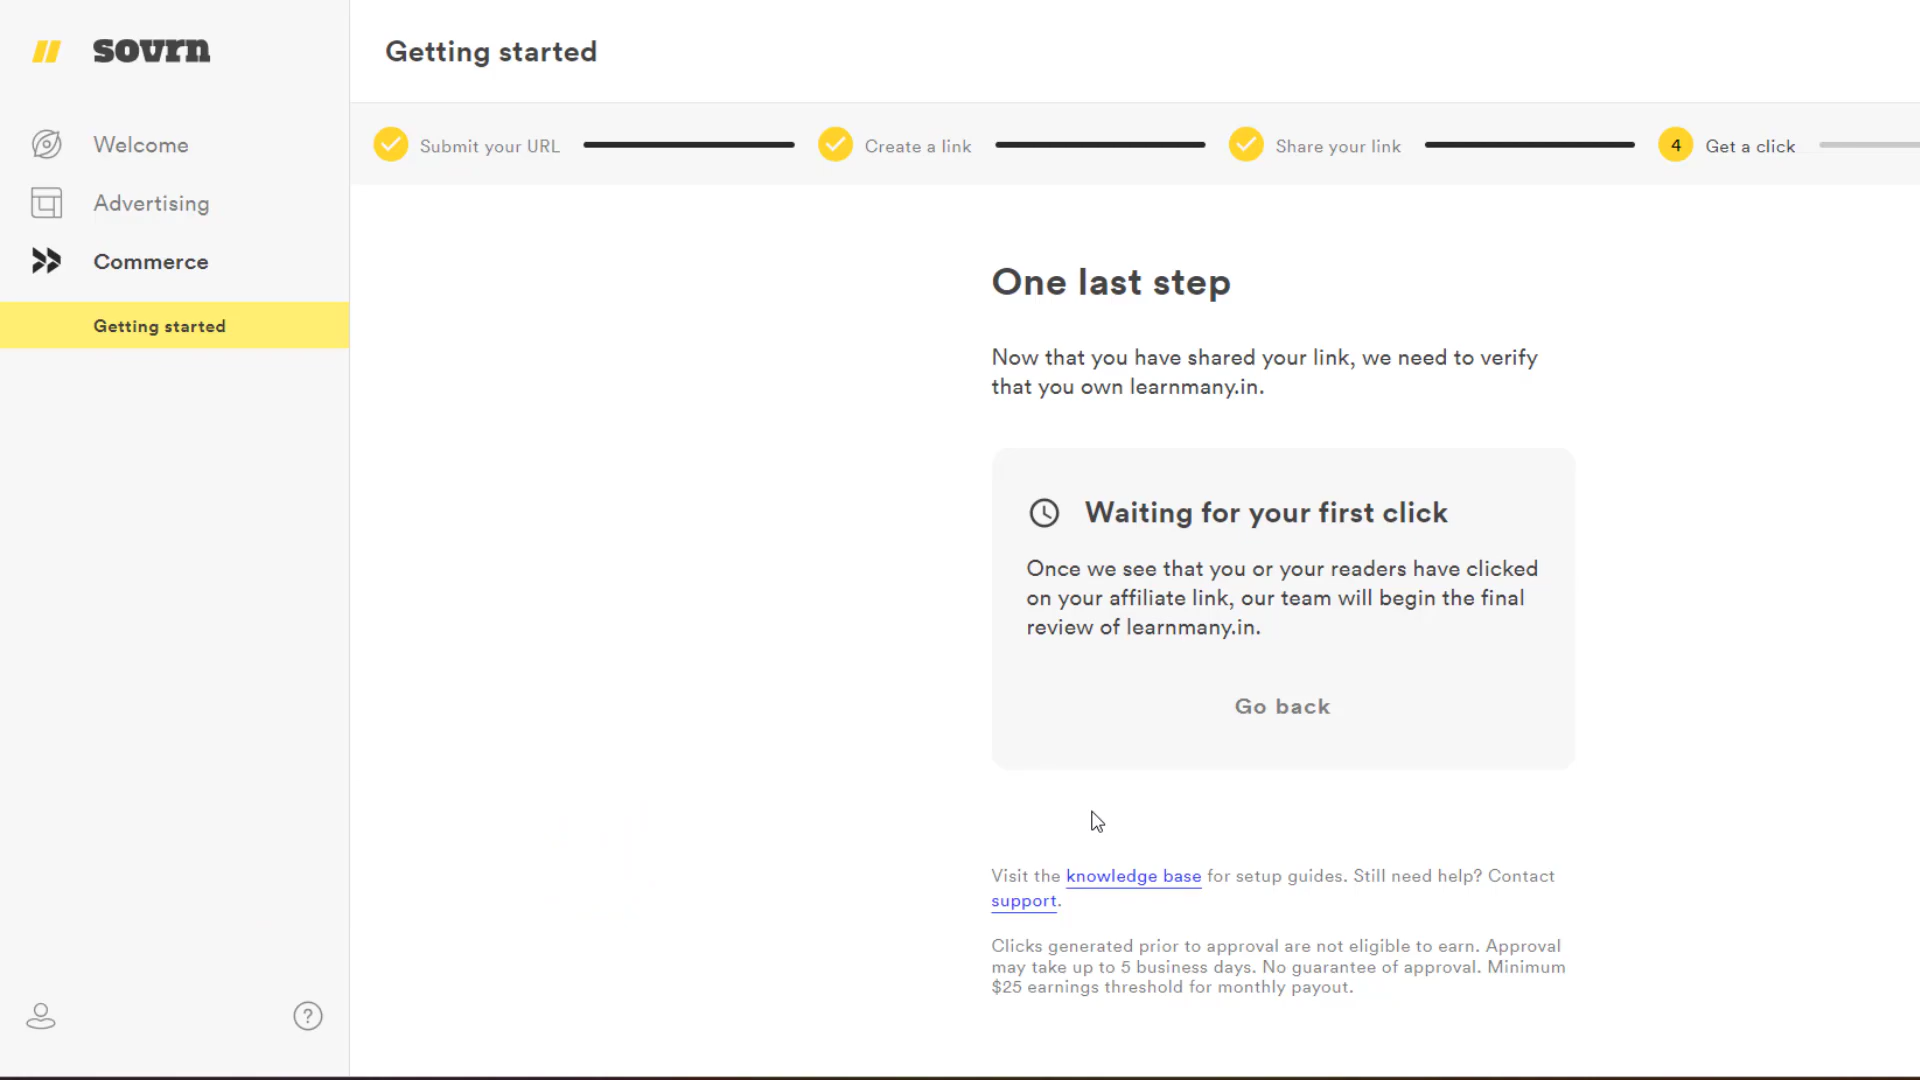 sovrn
Getting started
Welcome
Advertising
Commerce
Getting started
Submit your URL
Create a link
Share your link
4 Get a click
One last step
Now that you have shared your link, we need to verify
that you own learnmany.in.
Waiting for your first click
Once we see that you or your readers have clicked
on your affiliate link, our team will begin the final
review of learnmany.in.
Go back
Visit the knowledge base for setup guides. Still need help? Contact
support.
Clicks generated prior to approval are not eligible to earn. Approval
may take up to 5 business days. No guarantee of approval. Minimum
$25 earnings threshold for monthly payout.
?